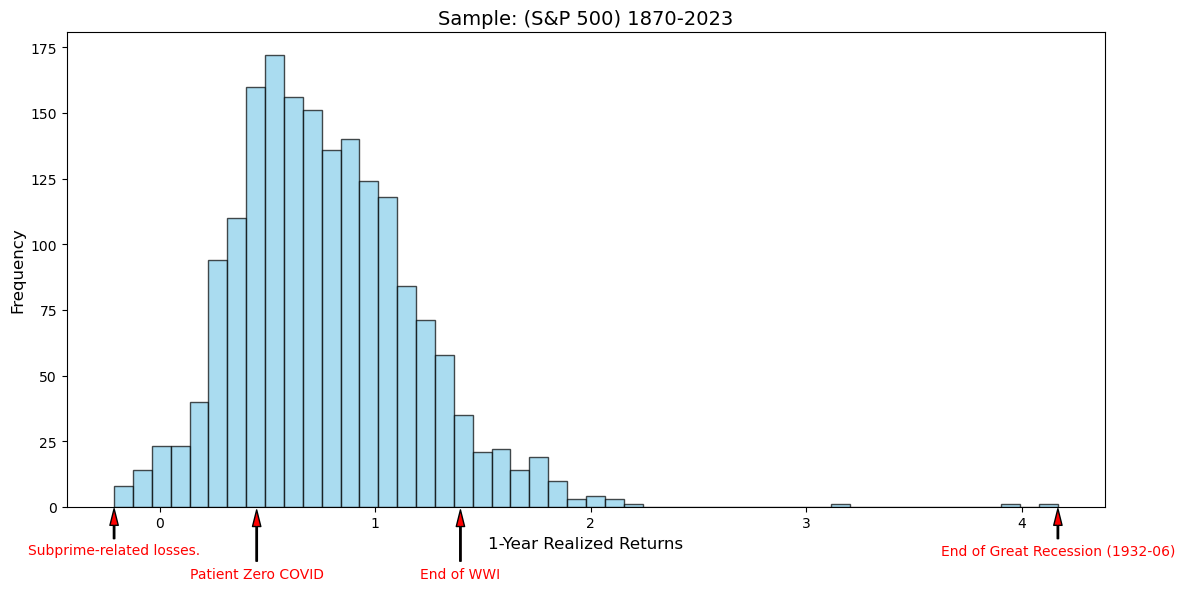 Sample: (S&P 500) 1870-2023
175
150
125
100
75
50
25
0
Frequency
0 1 2 3 4
1-Year Realized Returns
Subprime-related losses.
End of Great Recession (1932-06)
Patient Zero COVID
End of WWI